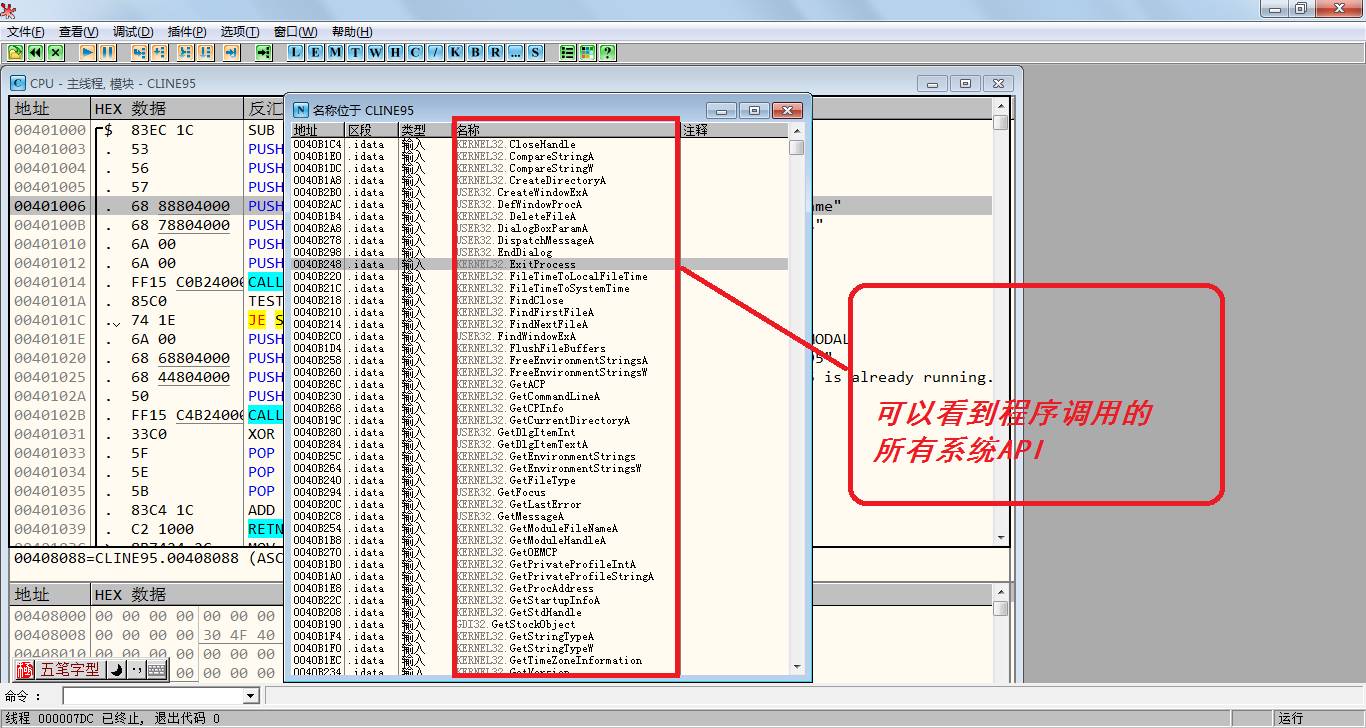 文件(F) 查看(V) 调试(D) 插件(P) 选项(T) 窗口(W) 帮助(H)
L E M T W H C / K B R ... S ?
C CPU - 主线程, 模块 - CLINE95
地址 HEX 数据 反汇
00401000 $ 83EC 1C SUB
00401003 . 53 PUSH
00401004 . 56 PUSH
00401005 . 57 PUSH
00401006 . 68 88804000 PUSH ame"
0040100B . 68 78804000 PUSH "
00401010 . 6A 00 PUSH
00401012 . 6A 00 PUSH
00401014 . FF15 C0B24000 CALL
0040101A . 85C0 TEST
0040101C . 74 1E JE S
0040101E . 6A 00 PUSH MODAL
00401020 . 68 68804000 PUSH 5"
00401025 . 68 44804000 PUSH is already running.
0040102A . 50 PUSH
0040102B . FF15 C4B24000 CALL
00401031 . 33C0 XOR
00401033 . 5F POP
00401034 . 5E POP
00401035 . 5B POP
00401036 . 83C4 1C ADD
00401039 . C2 1000 RETN
00408088=CLINE95.00408088 (ASC
地址 HEX 数据
00408000 00 00 00 00 00 00 00
00408008 00 00 00 00 30 4F 40
00408010 00 00 00 00 00 00 00
五笔字型 00 00 00
N 名称位于 CLINE95
地址 区段 类型 名称 注释
0040B1C4 .idata 输入 KERNEL32.CloseHandle
0040B1E0 .idata 输入 KERNEL32.CompareStringA
0040B1DC .idata 输入 KERNEL32.CompareStringW
0040B1A8 .idata 输入 KERNEL32.CreateDirectoryA
0040B2B0 .idata 输入 USER32.CreateWindowExA
0040B2AC .idata 输入 USER32.DefWindowProcA
0040B1B4 .idata 输入 KERNEL32.DeleteFileA
0040B2A8 .idata 输入 USER32.DialogBoxParamA
0040B278 .idata 输入 USER32.DispatchMessageA
0040B298 .idata 输入 USER32.EndDialog
0040B248 .idata 输入 KERNEL32.ExitProcess
0040B220 .idata 输入 KERNEL32.FileTimeToLocalFileTime
0040B21C .idata 输入 KERNEL32.FileTimeToSystemTime
0040B218 .idata 输入 KERNEL32.FindClose
0040B210 .idata 输入 KERNEL32.FindFirstFileA
0040B214 .idata 输入 KERNEL32.FindNextFileA
0040B2C0 .idata 输入 USER32.FindWindowExA
0040B1D4 .idata 输入 KERNEL32.FlushFileBuffers
0040B258 .idata 输入 KERNEL32.FreeEnvironmentStringsA
0040B260 .idata 输入 KERNEL32.FreeEnvironmentStringsW
0040B26C .idata 输入 KERNEL32.GetACP
0040B230 .idata 输入 KERNEL32.GetCommandLineA
0040B268 .idata 输入 KERNEL32.GetCPInfo
0040B19C .idata 输入 KERNEL32.GetCurrentDirectoryA
0040B280 .idata 输入 USER32.GetDlgItemInt
0040B284 .idata 输入 USER32.GetDlgItemTextA
0040B25C .idata 输入 KERNEL32.GetEnvironmentStrings
0040B264 .idata 输入 KERNEL32.GetEnvironmentStringsW
0040B240 .idata 输入 KERNEL32.GetFileType
0040B294 .idata 输入 USER32.GetFocus
0040B20C .idata 输入 KERNEL32.GetLastError
0040B2C8 .idata 输入 USER32.GetMessageA
0040B254 .idata 输入 KERNEL32.GetModuleFileNameA
0040B1B8 .idata 输入 KERNEL32.GetModuleHandleA
0040B270 .idata 输入 KERNEL32.GetOEMCP
0040B1B0 .idata 输入 KERNEL32.GetPrivateProfileIntA
0040B1A0 .idata 输入 KERNEL32.GetPrivateProfileStringA
0040B1E8 .idata 输入 KERNEL32.GetProcAddress
0040B22C .idata 输入 KERNEL32.GetStartupInfoA
0040B208 .idata 输入 KERNEL32.GetStdHandle
0040B190 .idata 输入 GDI32.GetStockObject
0040B1F4 .idata 输入 KERNEL32.GetStringTypeA
0040B1F0 .idata 输入 KERNEL32.GetStringTypeW
0040B1EC .idata 输入 KERNEL32.GetTimeZoneInformation
0040B234 .idata 输入 KERNEL32.GetVersion
可以看到程序调用的
所有系统API
命令 :
线程 000007DC 已终止, 退出代码 0 运行